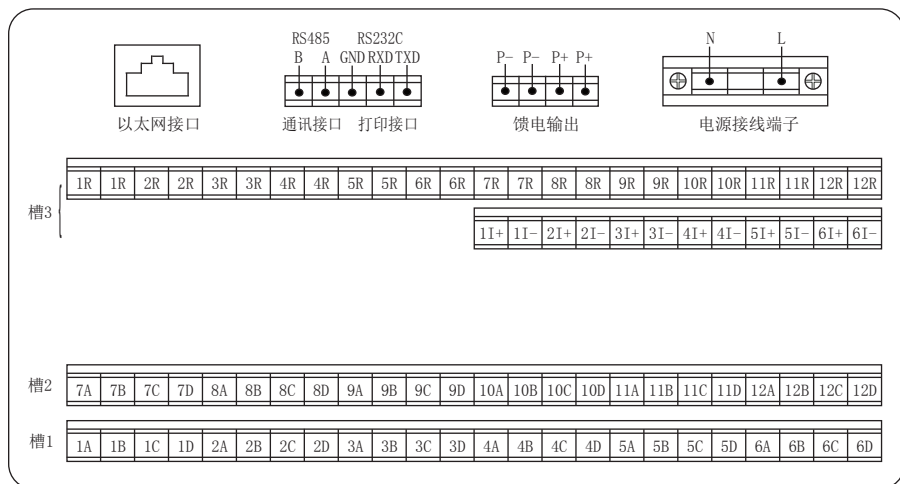 RS485 RS232C
B A GND RXD TXD
P- P- P+ P+
N L
以太网接口 通讯接口 打印接口 馈电输出 电源接线端子
槽3
1R 1R 2R 2R 3R 3R 4R 4R 5R 5R 6R 6R 7R 7R 8R 8R 9R 9R 10R 10R 11R 11R 12R 12R
1I+ 1I- 2I+ 2I- 3I+ 3I- 4I+ 4I- 5I+ 5I- 6I+ 6I-
槽2 7A 7B 7C 7D 8A 8B 8C 8D 9A 9B 9C 9D 10A 10B 10C 10D 11A 11B 11C 11D 12A 12B 12C 12D
槽1 1A 1B 1C 1D 2A 2B 2C 2D 3A 3B 3C 3D 4A 4B 4C 4D 5A 5B 5C 5D 6A 6B 6C 6D